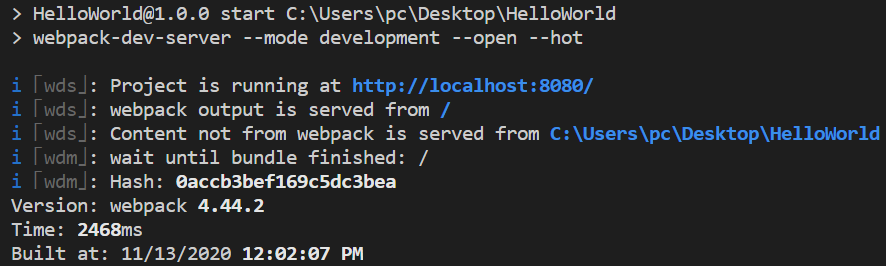 > HelloWorld@1.0.0 start C:\Users\pc\Desktop\HelloWorld
> webpack-dev-server --mode development --open --hot
i ｢wds｣: Project is running at http://localhost:8080/
i ｢wds｣: webpack output is served from /
i ｢wds｣: Content not from webpack is served from C:\Users\pc\Desktop\HelloWorld
i ｢wdm｣: wait until bundle finished: /
i ｢wdm｣: Hash: 0accb3bef169c5dc3bea
Version: webpack 4.44.2
Time: 2468ms
Built at: 11/13/2020 12:02:07 PM